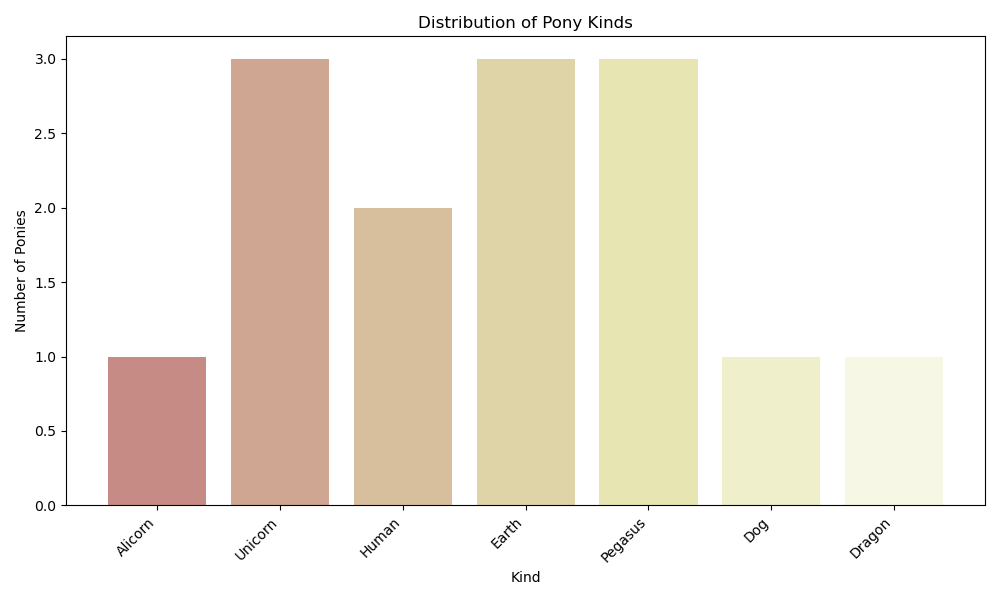 Distribution of Pony Kinds
Number of Ponies
3.0
2.5
2.0
1.5
1.0
0.5
0.0
Alicorn
Unicorn
Human
Earth
Pegasus
Dog
Dragon
Kind